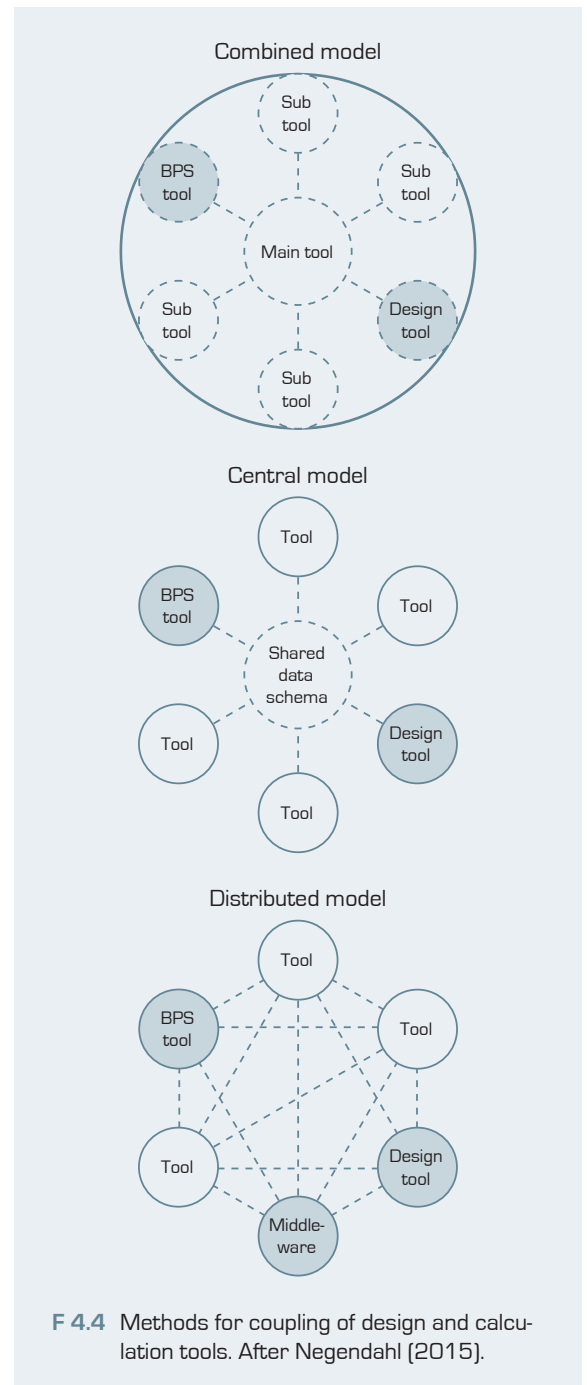 Combined model
Sub
tool
BPS
tool
Sub
tool
Main tool
Sub
tool
Design
tool
Sub
tool
Central model
Tool
BPS
tool
Tool
Shared
data
schema
Tool
Design
tool
Tool
Distributed model
Tool
BPS
tool
Tool
Tool
Design
tool
Middle-
ware
F 4.4 Methods for coupling of design and calcu-
lation tools. After Negendahl (2015).